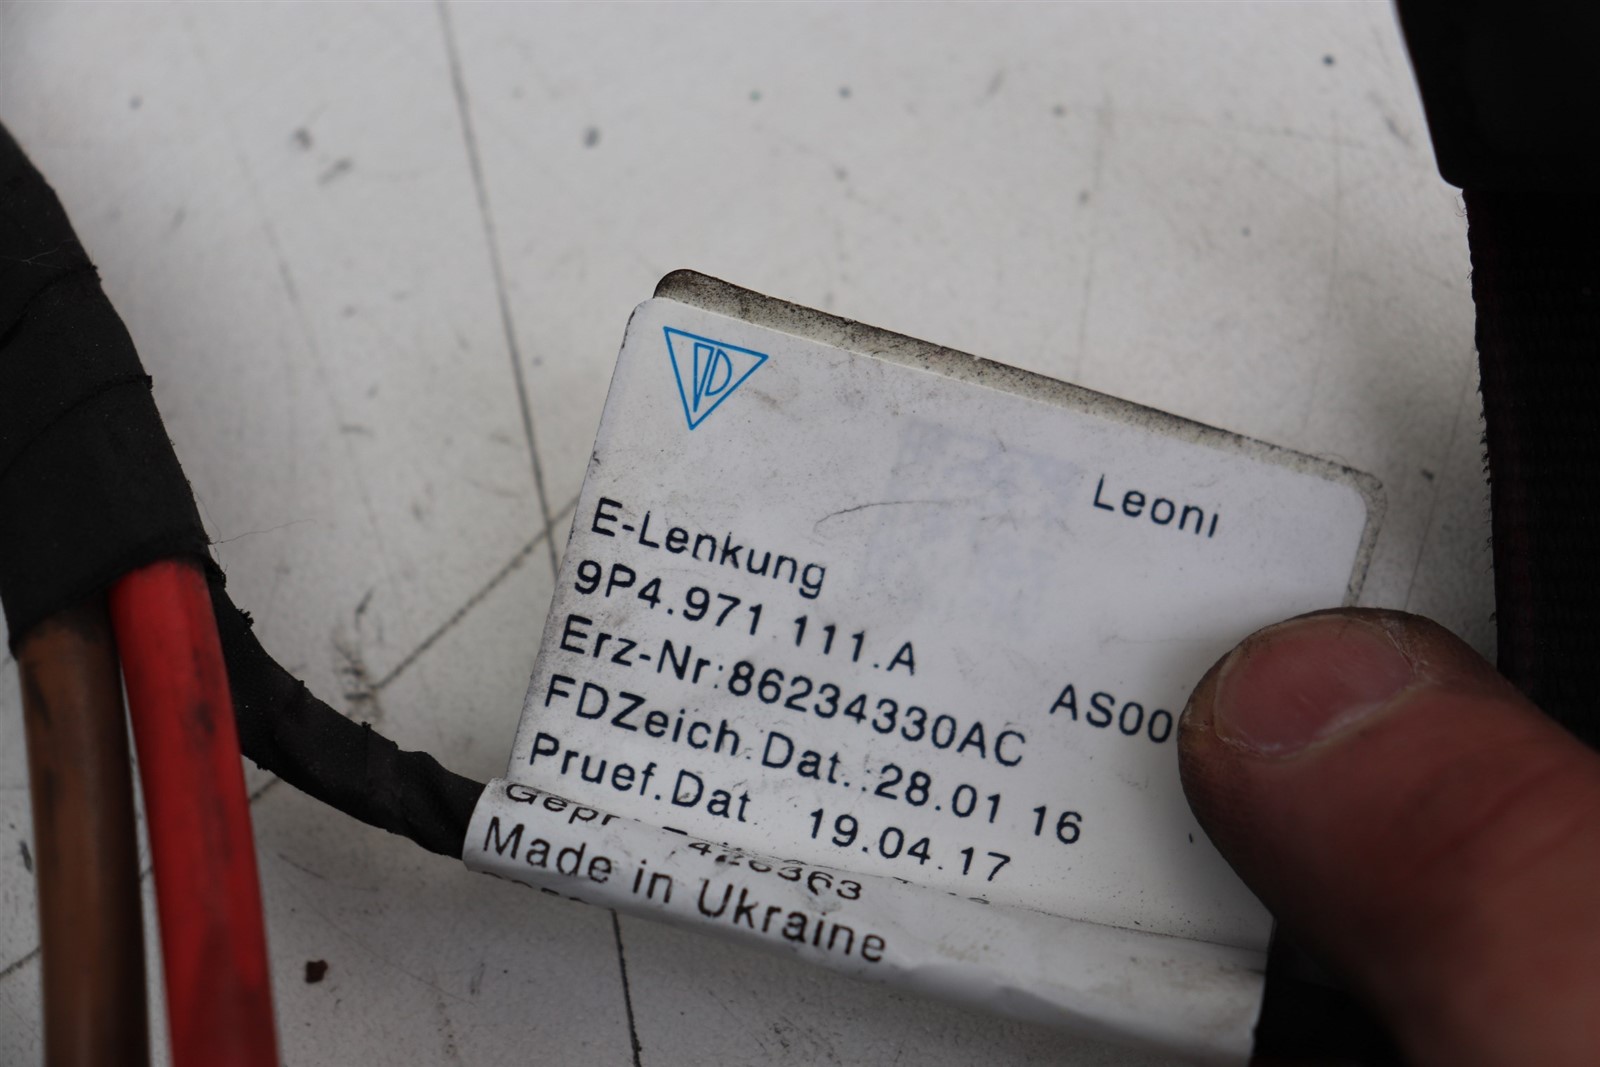 VD
Leoni
E-Lenkung
9P4.971.111.A
AS00
Erz-Nr:86234330AC
FDZeich.Dat.:28.01.16
Pruef.Dat. 19.04.17
Made in Ukraine